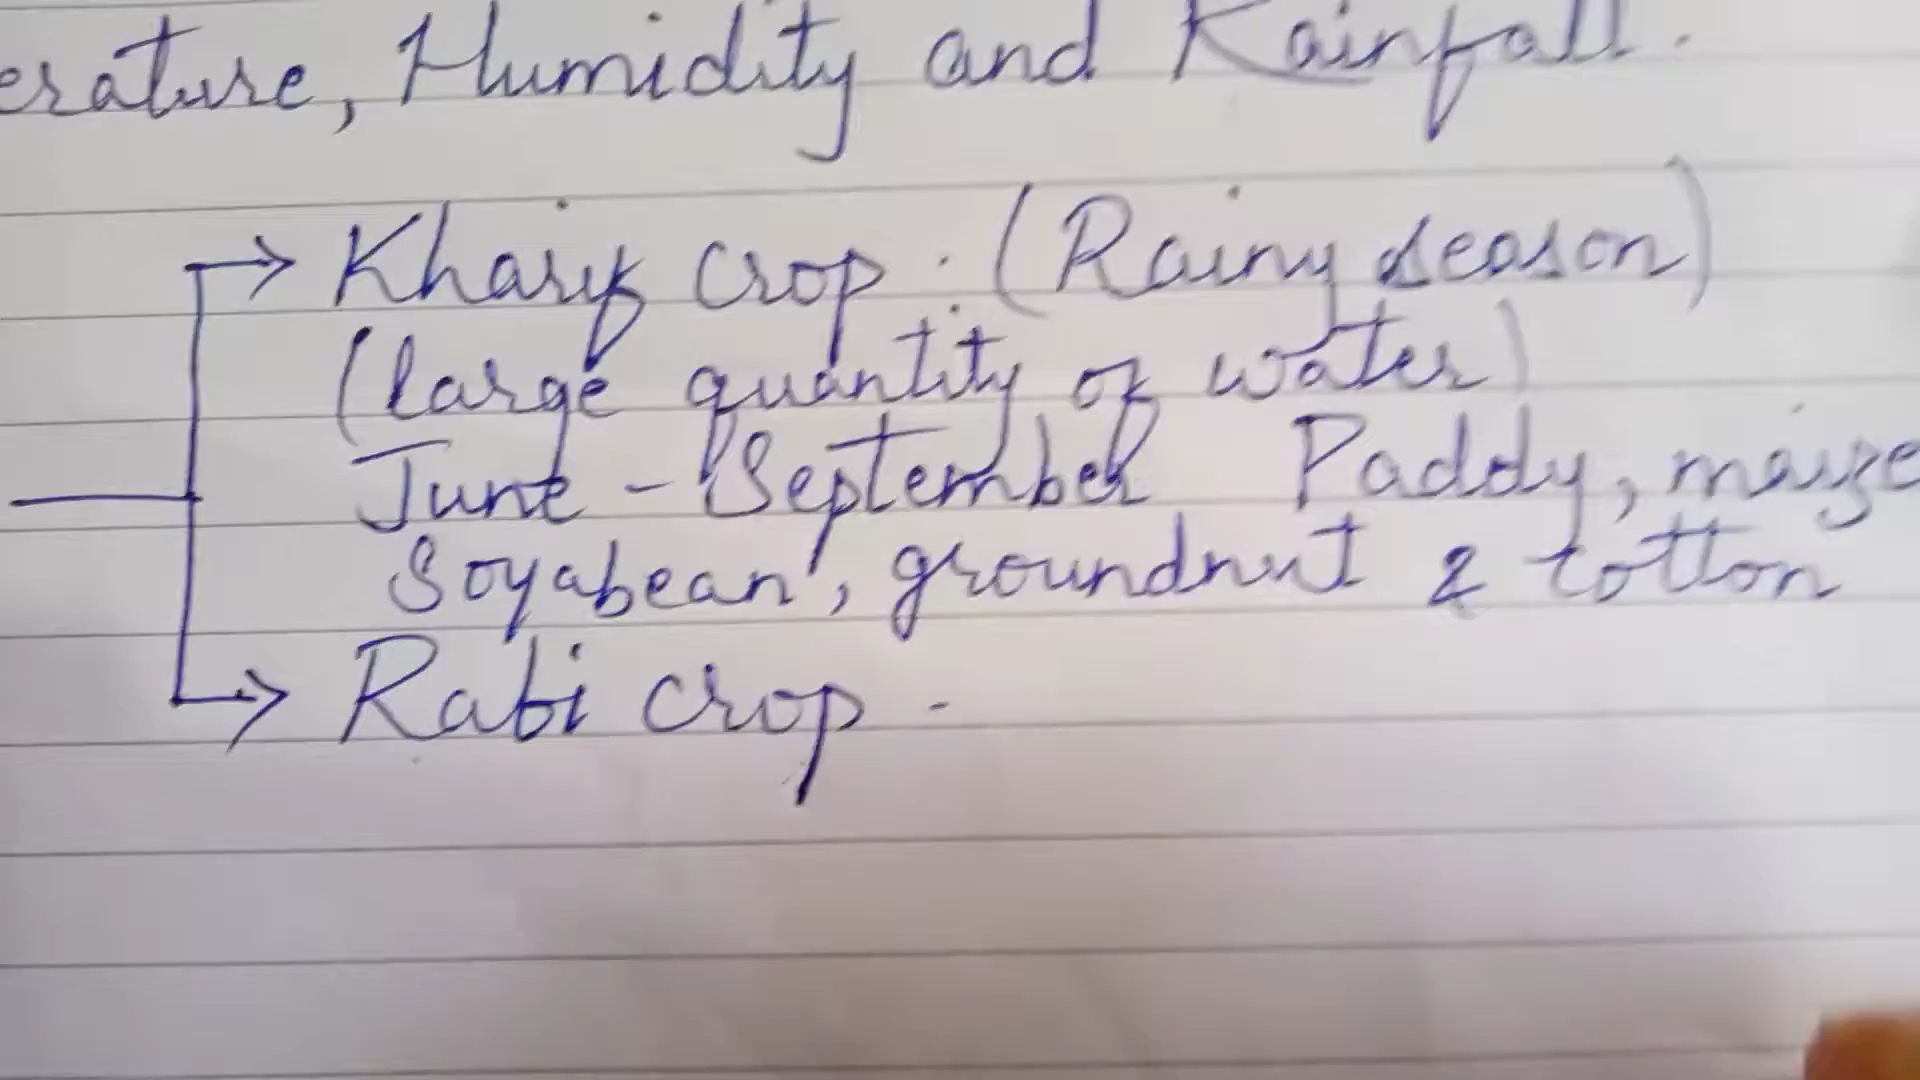 erature, Humidity and Rainfall.
Kharif crop : (Rainy season)
(large quantity of water)
June - September Paddy, maize
Soyabean, groundnut & cotton
Rabi crop -